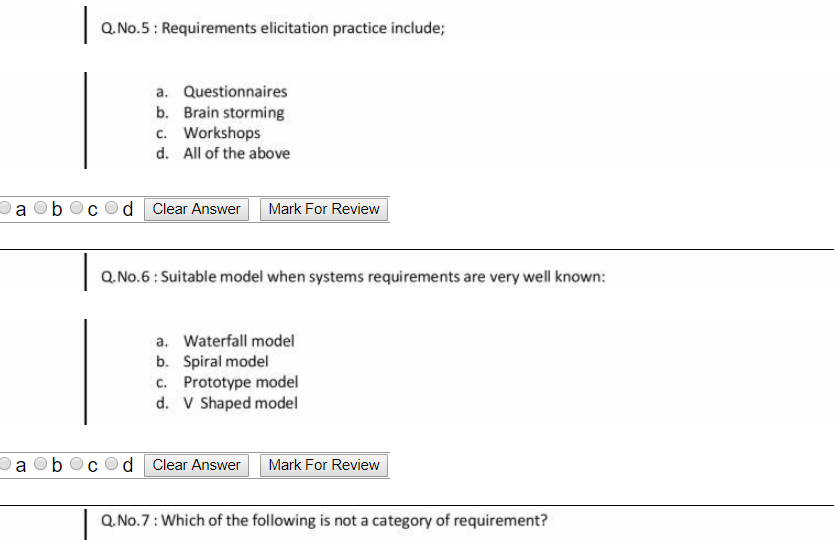 Q.No.5 : Requirements elicitation practice include;
a. Questionnaires
b. Brain storming
c. Workshops
d. All of the above
a b c d Clear Answer Mark For Review
Q.No.6 : Suitable model when systems requirements are very well known:
a. Waterfall model
b. Spiral model
c. Prototype model
d. V Shaped model
a b c d Clear Answer Mark For Review
Q.No.7 : Which of the following is not a category of requirement?